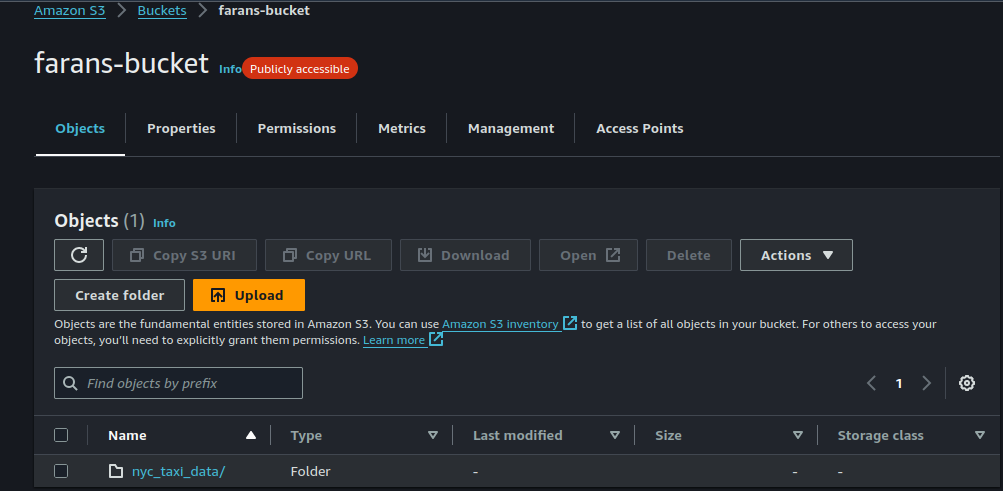 Amazon S3 > Buckets > farans-bucket
farans-bucket Info Publicly accessible
Objects Properties Permissions Metrics Management Access Points
Objects (1) Info
Copy S3 URI Copy URL Download Open Delete Actions
Create folder Upload
Objects are the fundamental entities stored in Amazon S3. You can use Amazon S3 inventory to get a list of all objects in your bucket. For others to access your
objects, you'll need to explicitly grant them permissions. Learn more
Find objects by prefix < 1 >
Name Type Last modified Size Storage class
nyc_taxi_data/ Folder - - -